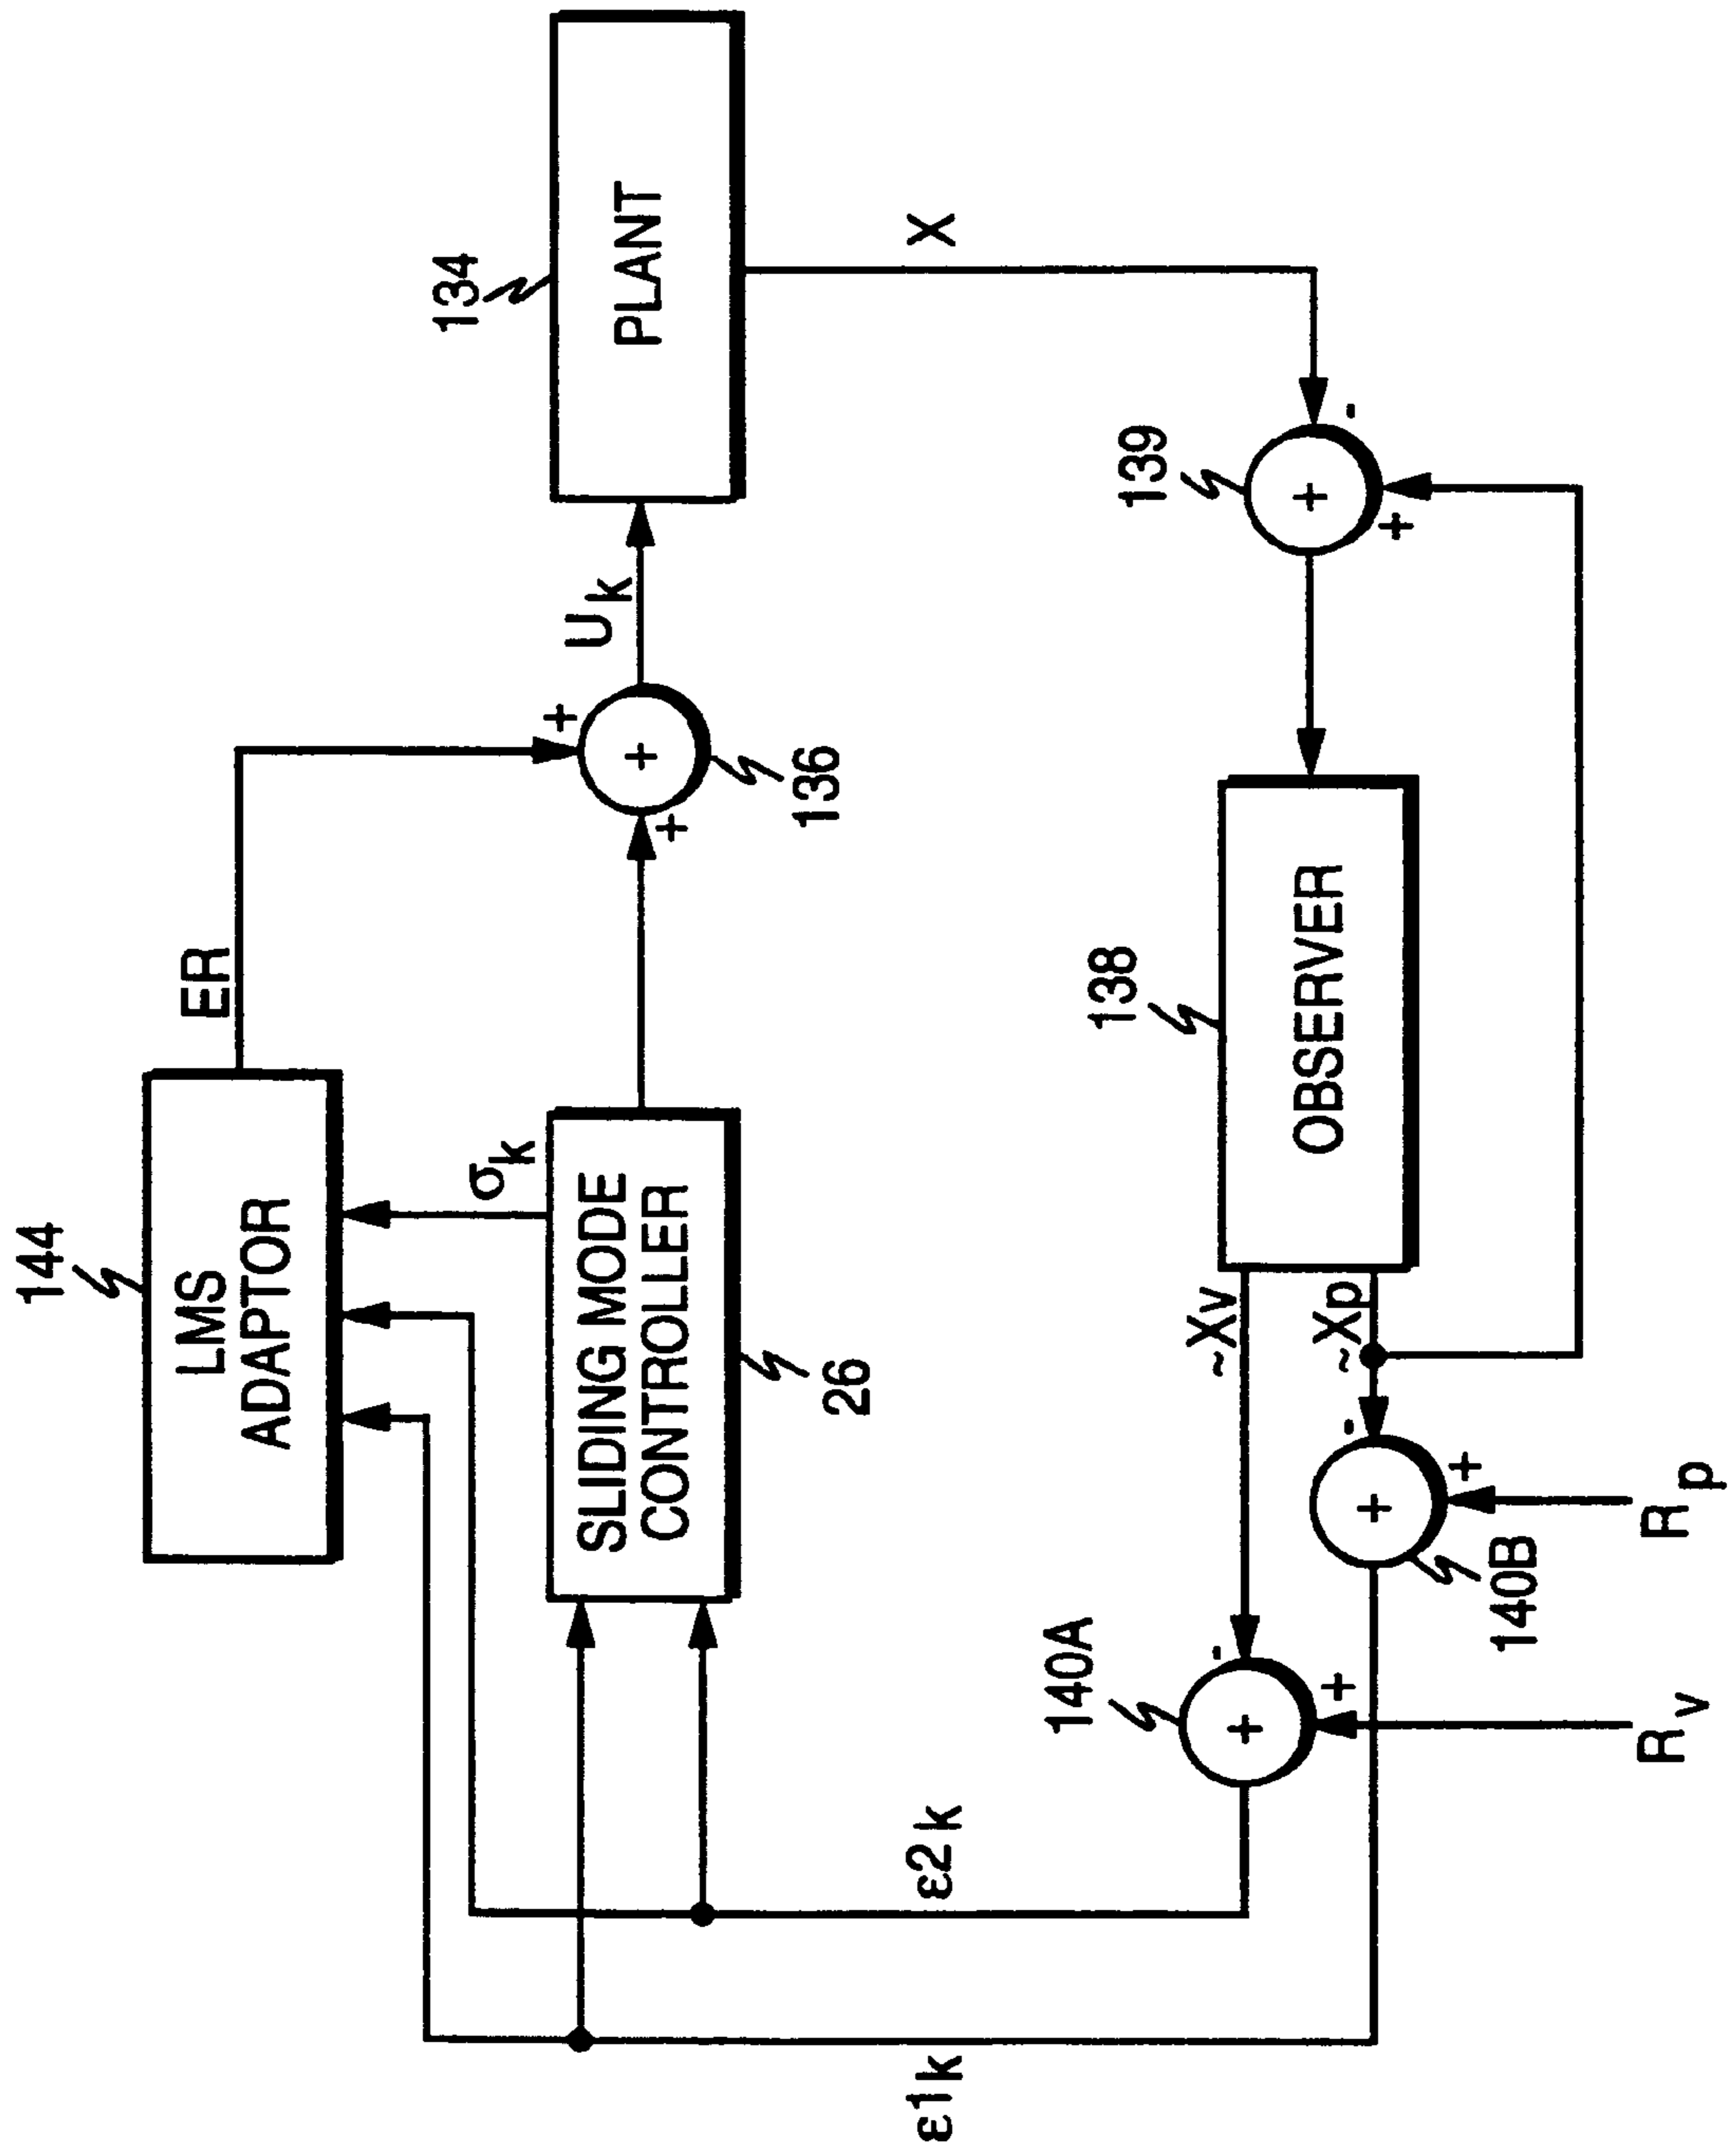 144
LMS
ADAPTOR
ER
134
PLANT
σk
+
+
+
Uk
SLIDING MODE
CONTROLLER
136
26
X
ε1k
ε2k
140A
138
139
-
+
+
~Xv
OBSERVER
+
-
+
~Xp
-
+
+
140B
Rv
Rp